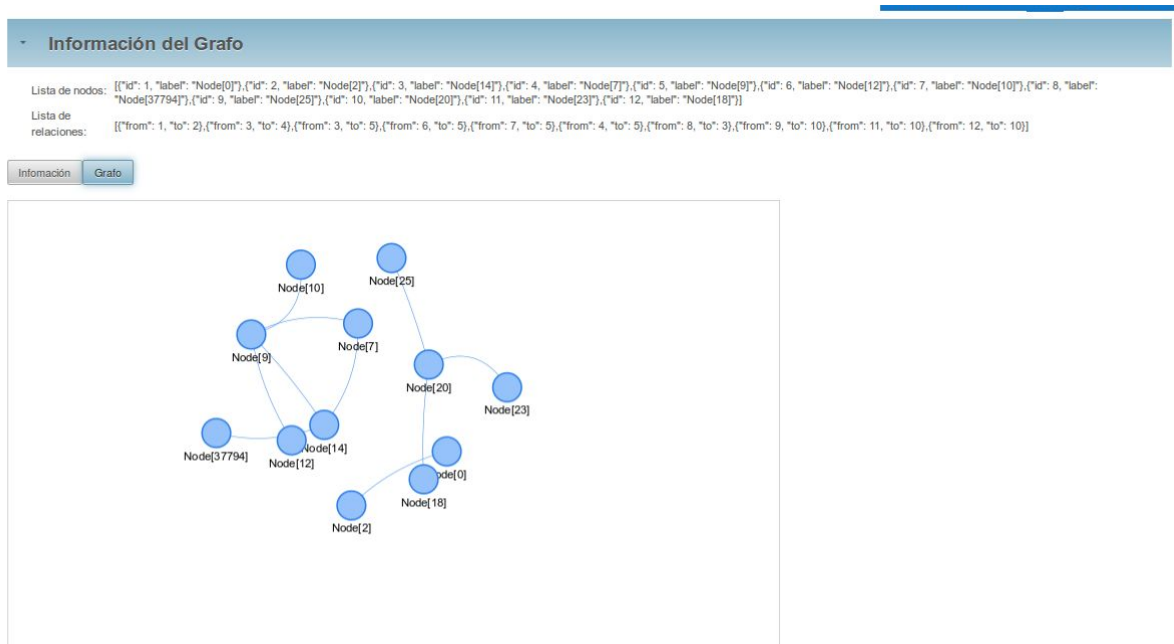 Información del Grafo
Lista de nodos: [{"id": 1, "label": "Node[0]"},{"id": 2, "label": "Node[2]"},{"id": 3, "label": "Node[14]"},{"id": 4, "label": "Node[7]"},{"id": 5, "label": "Node[9]"},{"id": 6, "label": "Node[12]"},{"id": 7, "label": "Node[10]"},{"id": 8, "label":
"Node[37794]"},{"id": 9, "label": "Node[25]"},{"id": 10, "label": "Node[20]"},{"id": 11, "label": "Node[23]"},{"id": 12, "label": "Node[18]"}]
Lista de
relaciones: [{"from": 1, "to": 2},{"from": 3, "to": 4},{"from": 3, "to": 5},{"from": 6, "to": 5},{"from": 7, "to": 5},{"from": 4, "to": 5},{"from": 8, "to": 3},{"from": 9, "to": 10},{"from": 11, "to": 10},{"from": 12, "to": 10}]
Infomación Grafo
Node[25]
Node[10]
Node[7]
Node[9]
Node[20]
Node[23]
Node[14]
Node[37794]
Node[12]
Node[0]
Node[18]
Node[2]